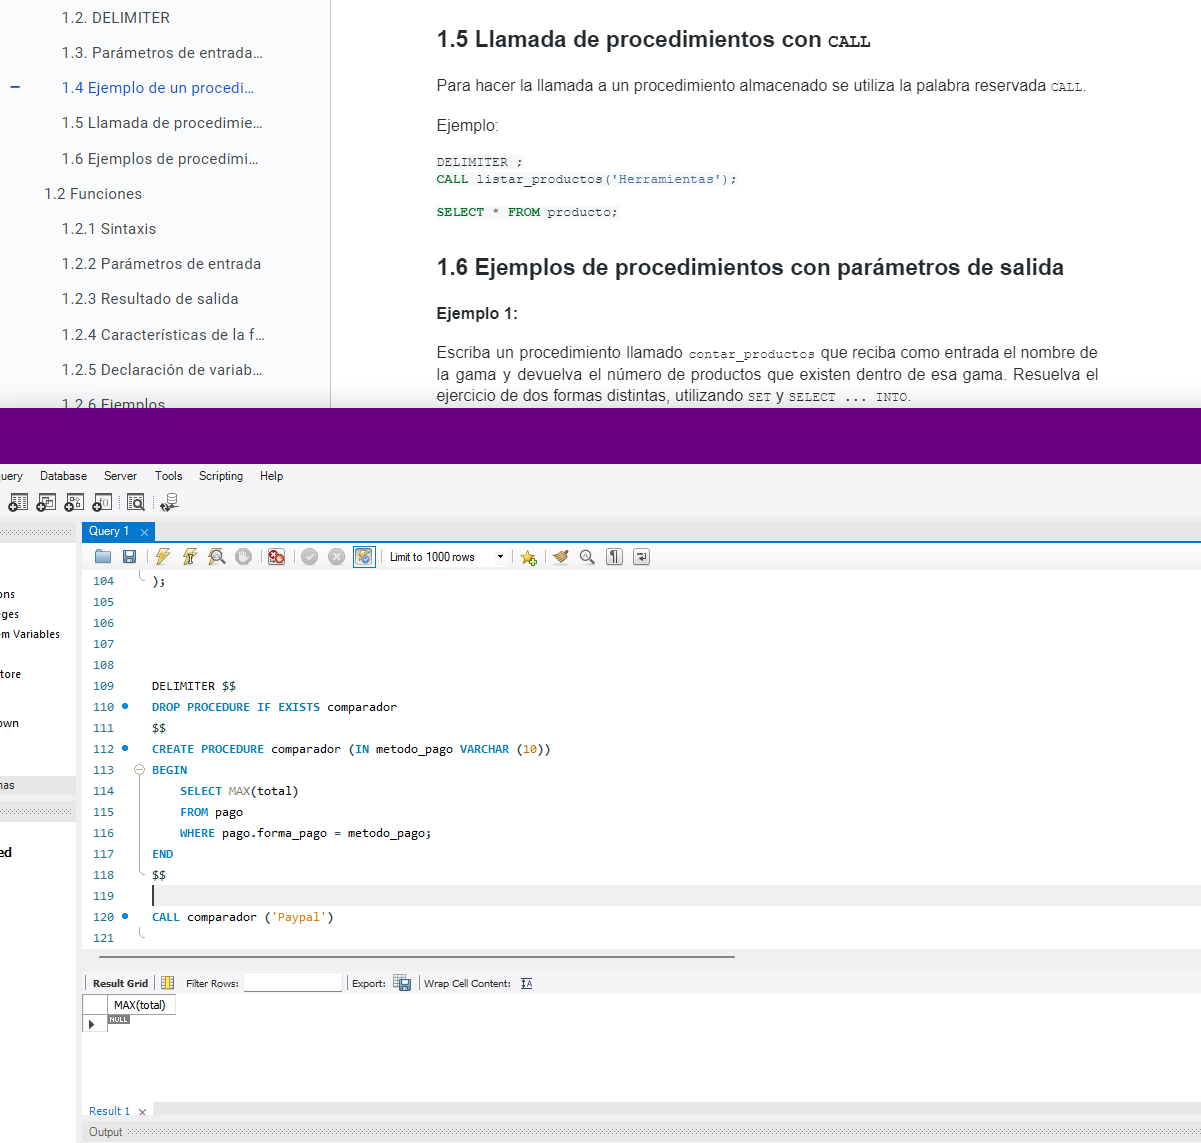 1.2. DELIMITER
1.3. Parámetros de entrada...
1.4 Ejemplo de un procedi...
1.5 Llamada de procedimie...
1.6 Ejemplos de procedimi...
1.2 Funciones
1.2.1 Sintaxis
1.2.2 Parámetros de entrada
1.2.3 Resultado de salida
1.2.4 Características de la f...
1.2.5 Declaración de variab...
1.2.6 Ejemplos
1.5 Llamada de procedimientos con CALL
Para hacer la llamada a un procedimiento almacenado se utiliza la palabra reservada CALL.
Ejemplo:
DELIMITER ;
CALL listar_productos('Herramientas');
SELECT * FROM producto;
1.6 Ejemplos de procedimientos con parámetros de salida
Ejemplo 1:
Escriba un procedimiento llamado contar_productos que reciba como entrada el nombre de
la gama y devuelva el número de productos que existen dentro de esa gama. Resuelva el
ejercicio de dos formas distintas, utilizando SET y SELECT ... INTO.
uery Database Server Tools Scripting Help
Query 1
Limit to 1000 rows
ons
eges
em Variables
tore
own
mas
ed
104 );
105
106
107
108
109 DELIMITER $$
110 DROP PROCEDURE IF EXISTS comparador
111 $$
112 CREATE PROCEDURE comparador (IN metodo_pago VARCHAR (10))
113 BEGIN
114 SELECT MAX(total)
115 FROM pago
116 WHERE pago.forma_pago = metodo_pago;
117 END
118 $$
119
120 CALL comparador ('Paypal')
121
Result Grid Filter Rows: Export: Wrap Cell Content:
MAX(total)
NULL
Result 1
Output